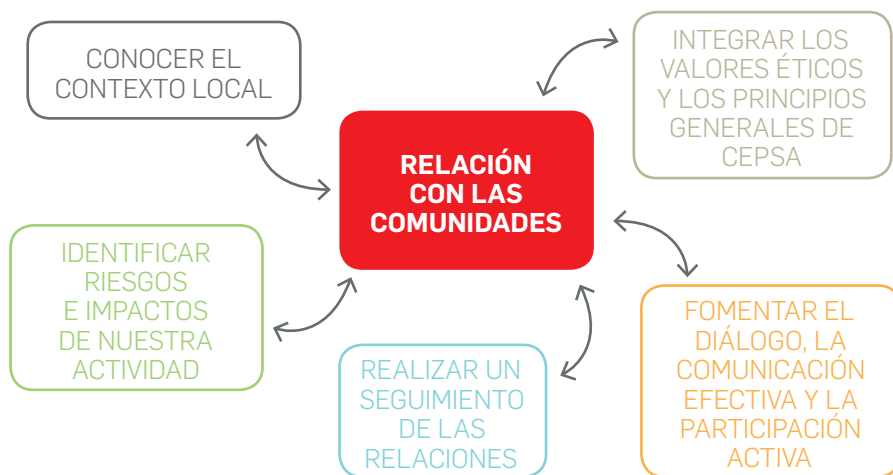 CONOCER EL
CONTEXTO LOCAL
INTEGRAR LOS
VALORES ÉTICOS
Y LOS PRINCIPIOS
GENERALES DE
CEPSA
RELACIÓN
CON LAS
COMUNIDADES
IDENTIFICAR
RIESGOS
E IMPACTOS
DE NUESTRA
ACTIVIDAD
REALIZAR UN
SEGUIMIENTO
DE LAS
RELACIONES
FOMENTAR EL
DIÁLOGO, LA
COMUNICACIÓN
EFECTIVA Y LA
PARTICIPACIÓN
ACTIVA